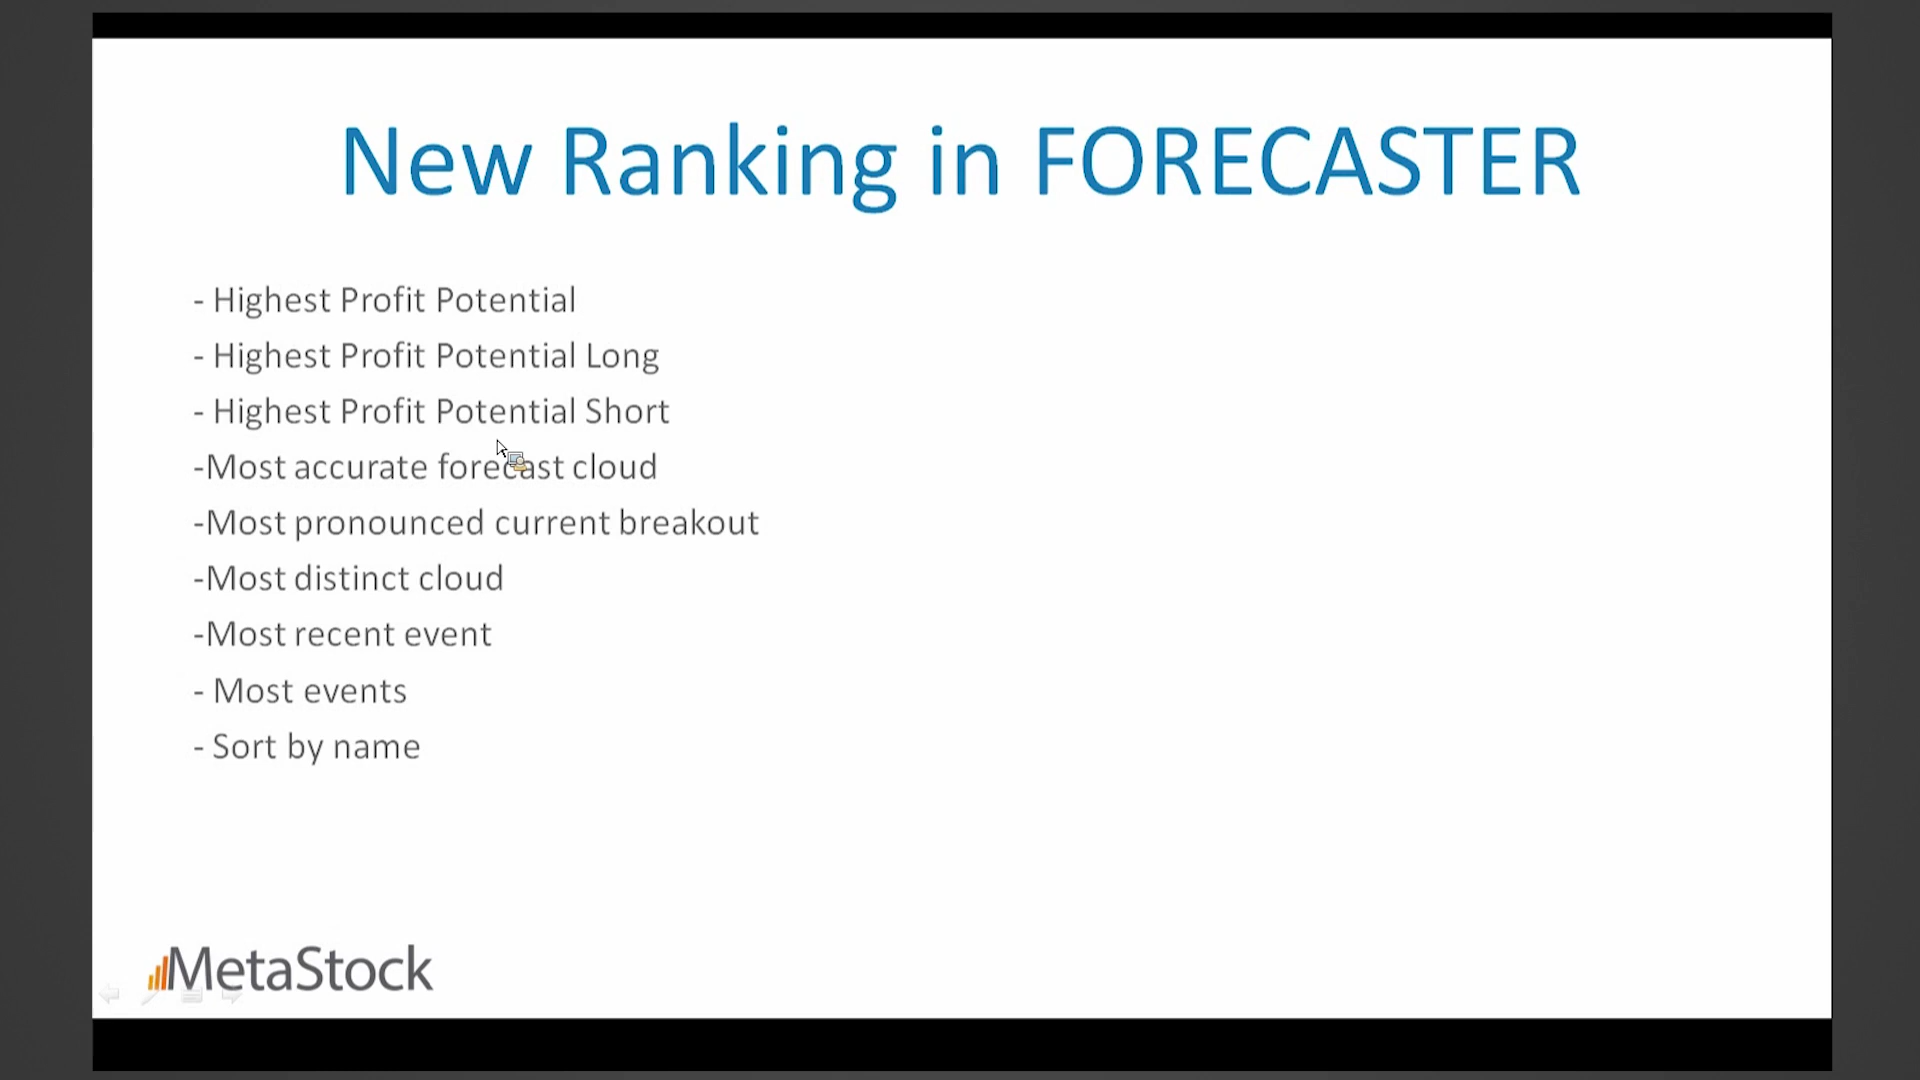 New Ranking in FORECASTER
- Highest Profit Potential
- Highest Profit Potential Long
- Highest Profit Potential Short
-Most accurate forecast cloud
-Most pronounced current breakout
-Most distinct cloud
-Most recent event
- Most events
- Sort by name
MetaStock